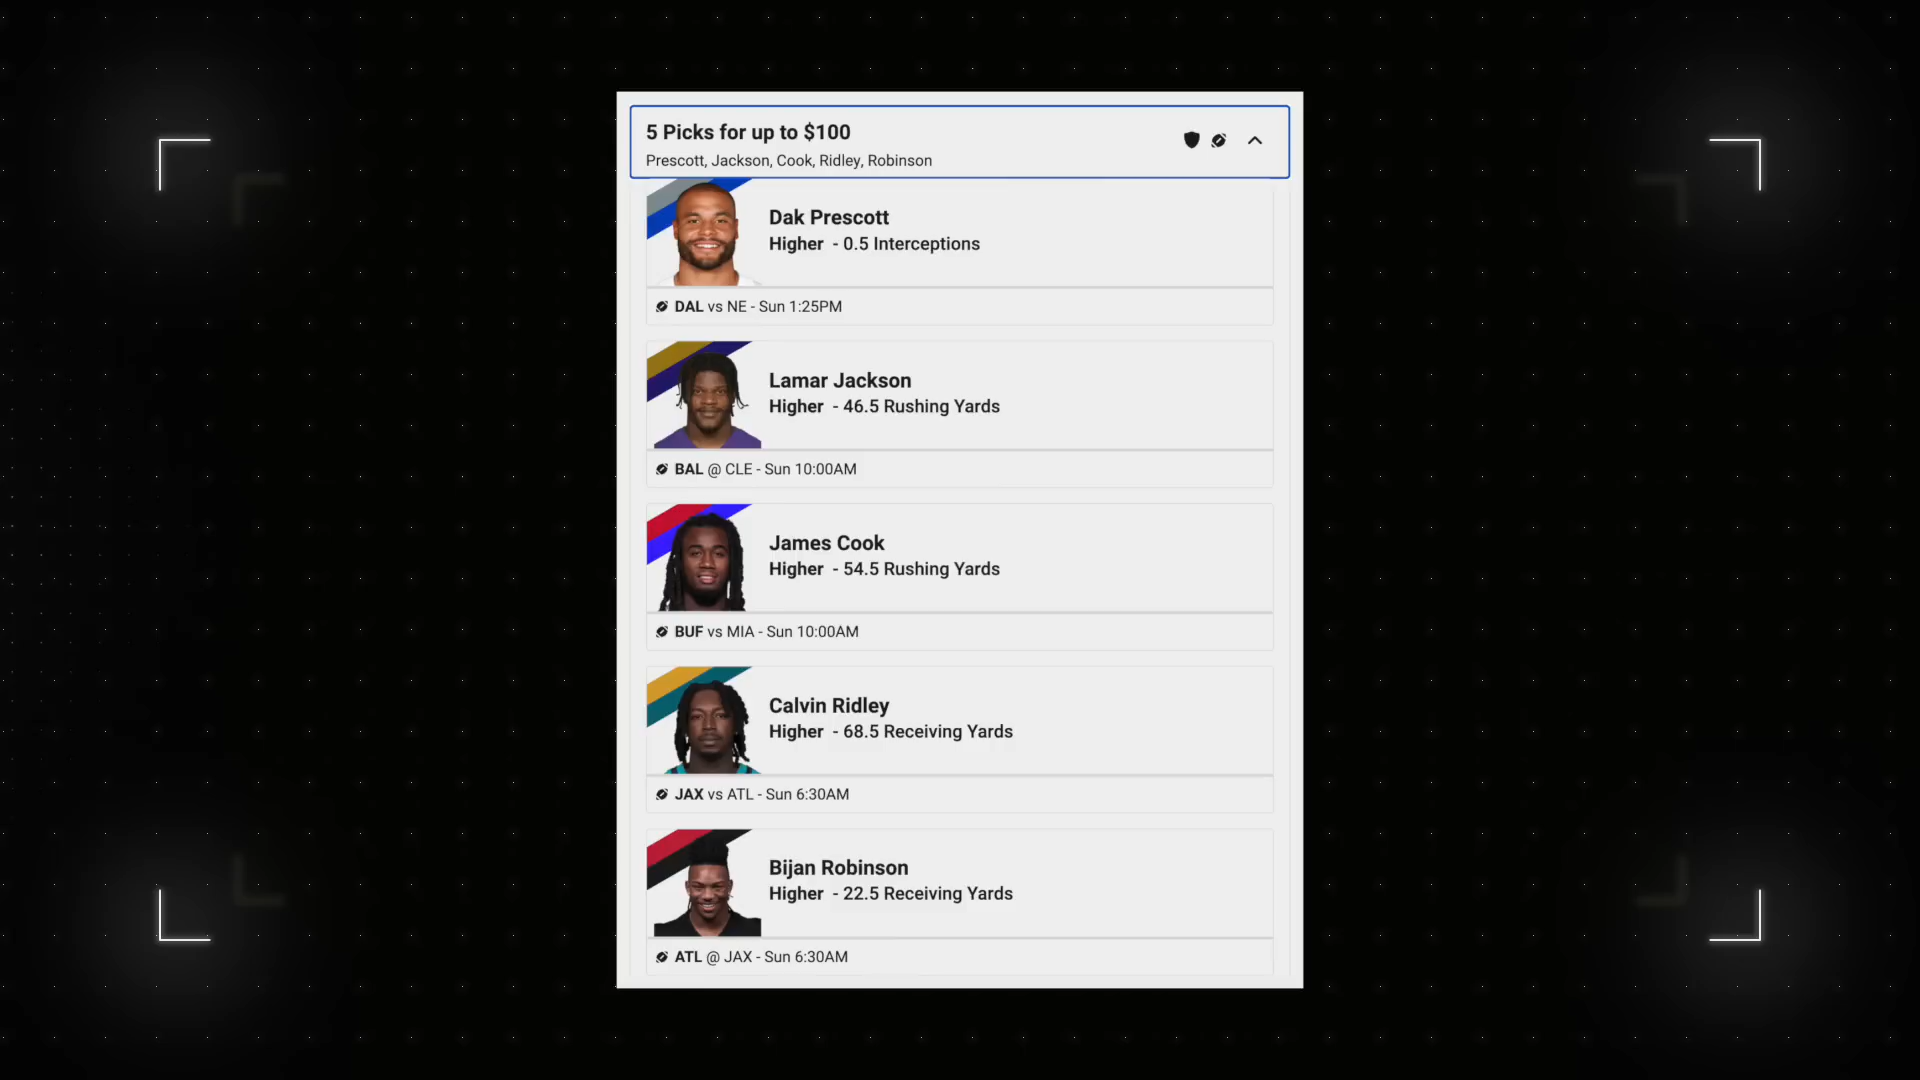 5 Picks for up to $100
Prescott, Jackson, Cook, Ridley, Robinson
Dak Prescott
Higher - 0.5 Interceptions
DAL vs NE - Sun 1:25PM
Lamar Jackson
Higher - 46.5 Rushing Yards
BAL @ CLE - Sun 10:00AM
James Cook
Higher - 54.5 Rushing Yards
BUF vs MIA - Sun 10:00AM
Calvin Ridley
Higher - 68.5 Receiving Yards
JAX vs ATL - Sun 6:30AM
Bijan Robinson
Higher - 22.5 Receiving Yards
ATL @ JAX - Sun 6:30AM